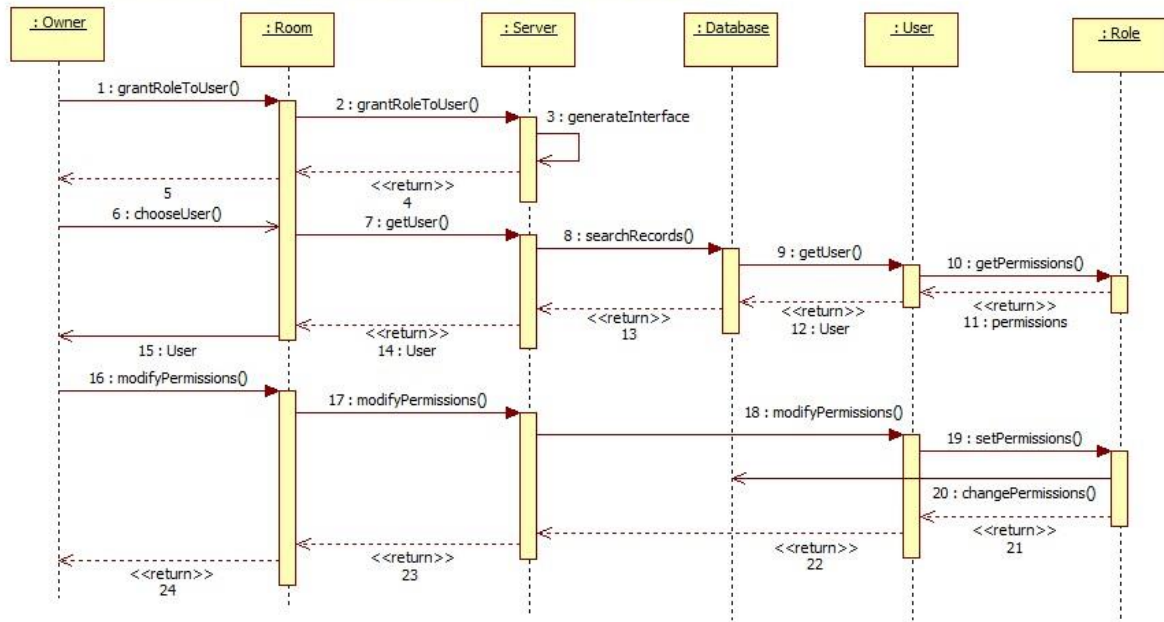 : Owner
: Room
: Server
: Database
: User
: Role
1 : grantRoleToUser()
2 : grantRoleToUser()
3 : generateInterface
<<return>>
4
5
6 : chooseUser()
7 : getUser()
8 : searchRecords()
9 : getUser()
10 : getPermissions()
<<return>>
11 : permissions
<<return>>
12 : User
<<return>>
13
<<return>>
14 : User
15 : User
16 : modifyPermissions()
17 : modifyPermissions()
18 : modifyPermissions()
19 : setPermissions()
20 : changePermissions()
<<return>>
21
<<return>>
22
<<return>>
23
<<return>>
24